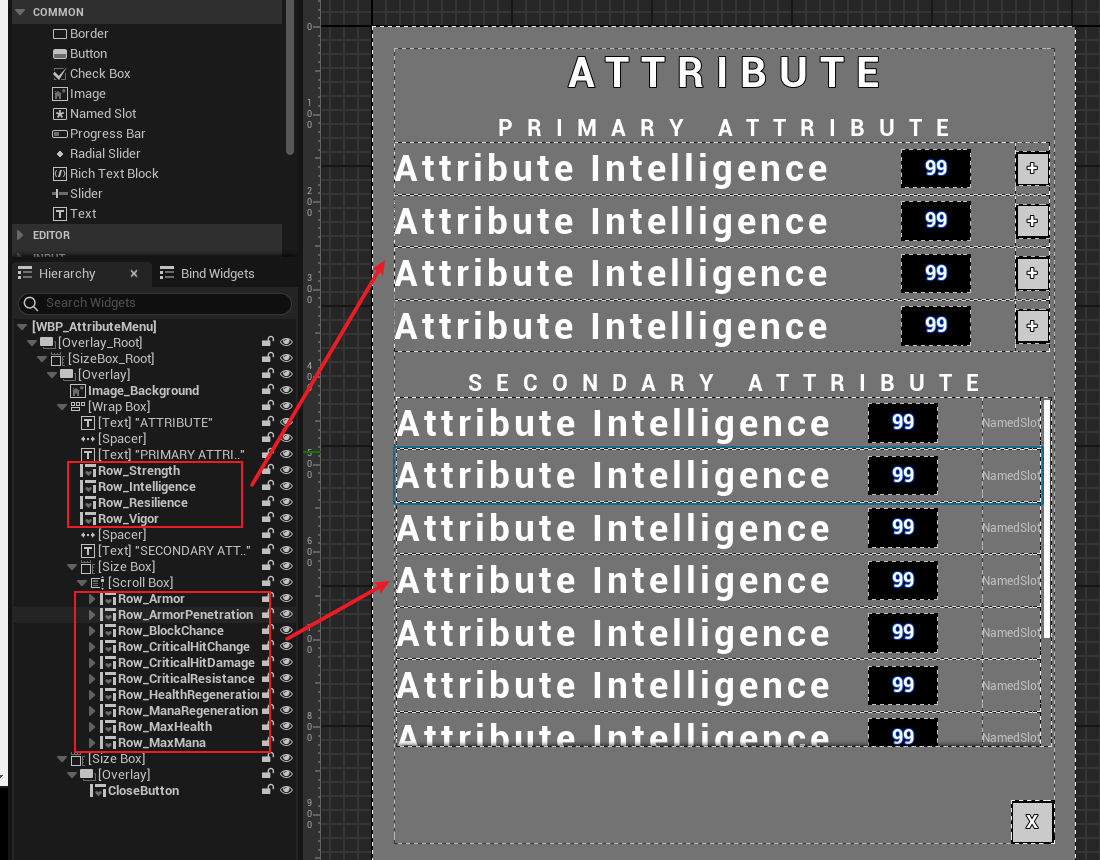 COMMON
Border
Button
Check Box
Image
Named Slot
Progress Bar
Radial Slider
Rich Text Block
Slider
Text
EDITOR
Hierarchy
Bind Widgets
Search Widgets
[WBP_AttributeMenu]
[Overlay_Root]
[SizeBox_Root]
[Overlay]
Image_Background
[Wrap Box]
[Text] "ATTRIBUTE"
[Spacer]
[Text] "PRIMARY ATTRI.."
Row_Strength
Row_Intelligence
Row_Resilience
Row_Vigor
[Spacer]
[Text] "SECONDARY ATT.."
[Size Box]
[Scroll Box]
Row_Armor
Row_ArmorPenetration
Row_BlockChance
Row_CriticalHitChange
Row_CriticalHitDamage
Row_CriticalResistance
Row_HealthRegeneratio
Row_ManaRegeneration
Row_MaxHealth
Row_MaxMana
[Size Box]
[Overlay]
CloseButton
ATTRIBUTE
PRIMARY ATTRIBUTE
Attribute Intelligence 99 +
Attribute Intelligence 99 +
Attribute Intelligence 99 +
Attribute Intelligence 99 +
SECONDARY ATTRIBUTE
Attribute Intelligence 99 NamedSlot
Attribute Intelligence 99 NamedSlot
Attribute Intelligence 99 NamedSlot
Attribute Intelligence 99 NamedSlot
Attribute Intelligence 99 NamedSlot
Attribute Intelligence 99 NamedSlot
Attribute Intelligence 99 NamedSlot
X